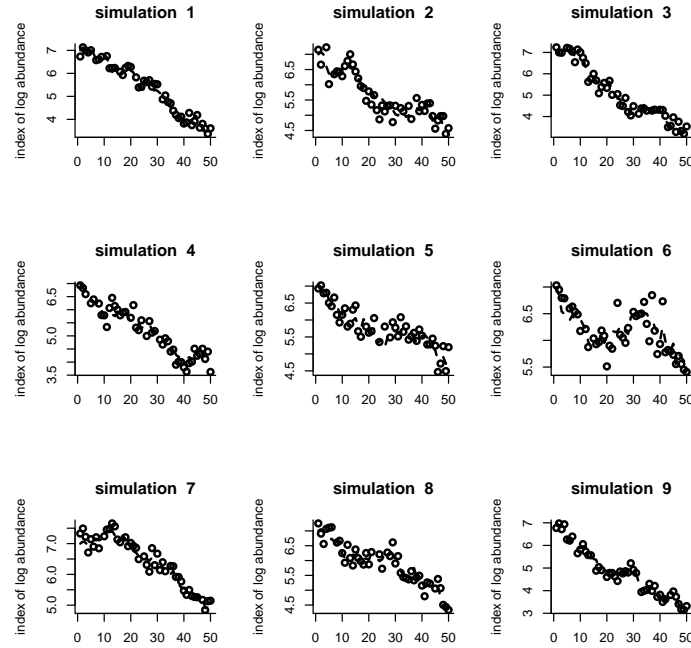 simulation 1
index of log abundance
7
6
5
4
0 10 20 30 40 50
simulation 2
index of log abundance
6.5
5.5
4.5
0 10 20 30 40 50
simulation 3
index of log abundance
7
6
5
4
0 10 20 30 40 50
simulation 4
index of log abundance
6.5
5.0
3.5
0 10 20 30 40 50
simulation 5
index of log abundance
6.5
5.5
4.5
0 10 20 30 40 50
simulation 6
index of log abundance
6.5
5.5
0 10 20 30 40 50
simulation 7
index of log abundance
7.0
6.0
5.0
0 10 20 30 40 50
simulation 8
index of log abundance
6.5
5.5
4.5
0 10 20 30 40 50
simulation 9
index of log abundance
7
6
5
4
3
0 10 20 30 40 50